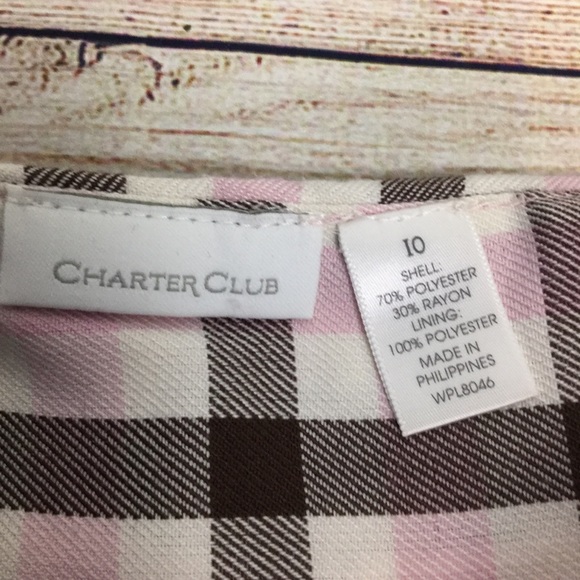 CHARTER CLUB
10
SHELL:
70% POLYESTER
30% RAYON
LINING:
100% POLYESTER
MADE IN
PHILIPPINES
WPL8046